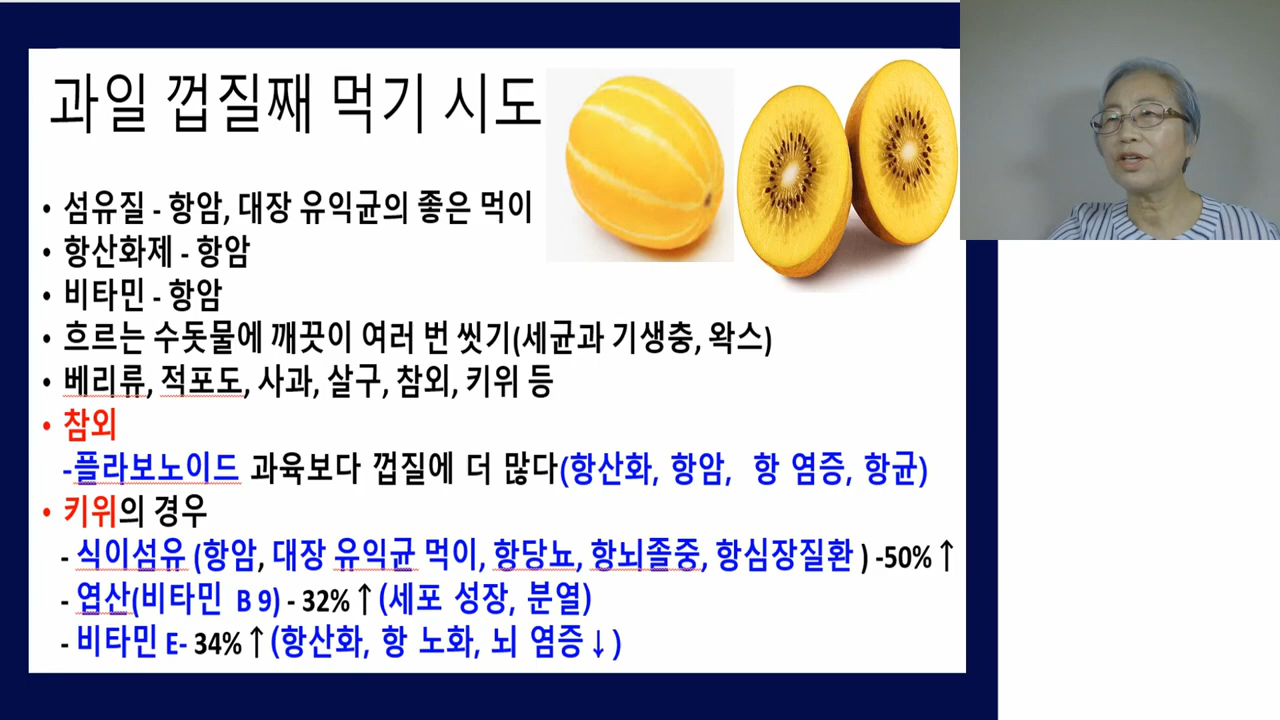 과일 껍질째 먹기 시도
• 섬유질 - 항암, 대장 유익균의 좋은 먹이
• 항산화제 - 항암
• 비타민 - 항암
• 흐르는 수돗물에 깨끗이 여러 번 씻기(세균과 기생충, 왁스)
• 베리류, 적포도, 사과, 살구, 참외, 키위 등
• 참외
-플라보노이드 과육보다 껍질에 더 많다(항산화, 항암, 항 염증, 항균)
• 키위의 경우
- 식이섬유 (항암, 대장 유익균 먹이, 항당뇨, 항뇌졸중, 항심장질환 ) -50%↑
- 엽산(비타민 B 9) - 32%↑(세포 성장, 분열)
- 비타민 E- 34%↑(항산화, 항 노화, 뇌 염증↓)